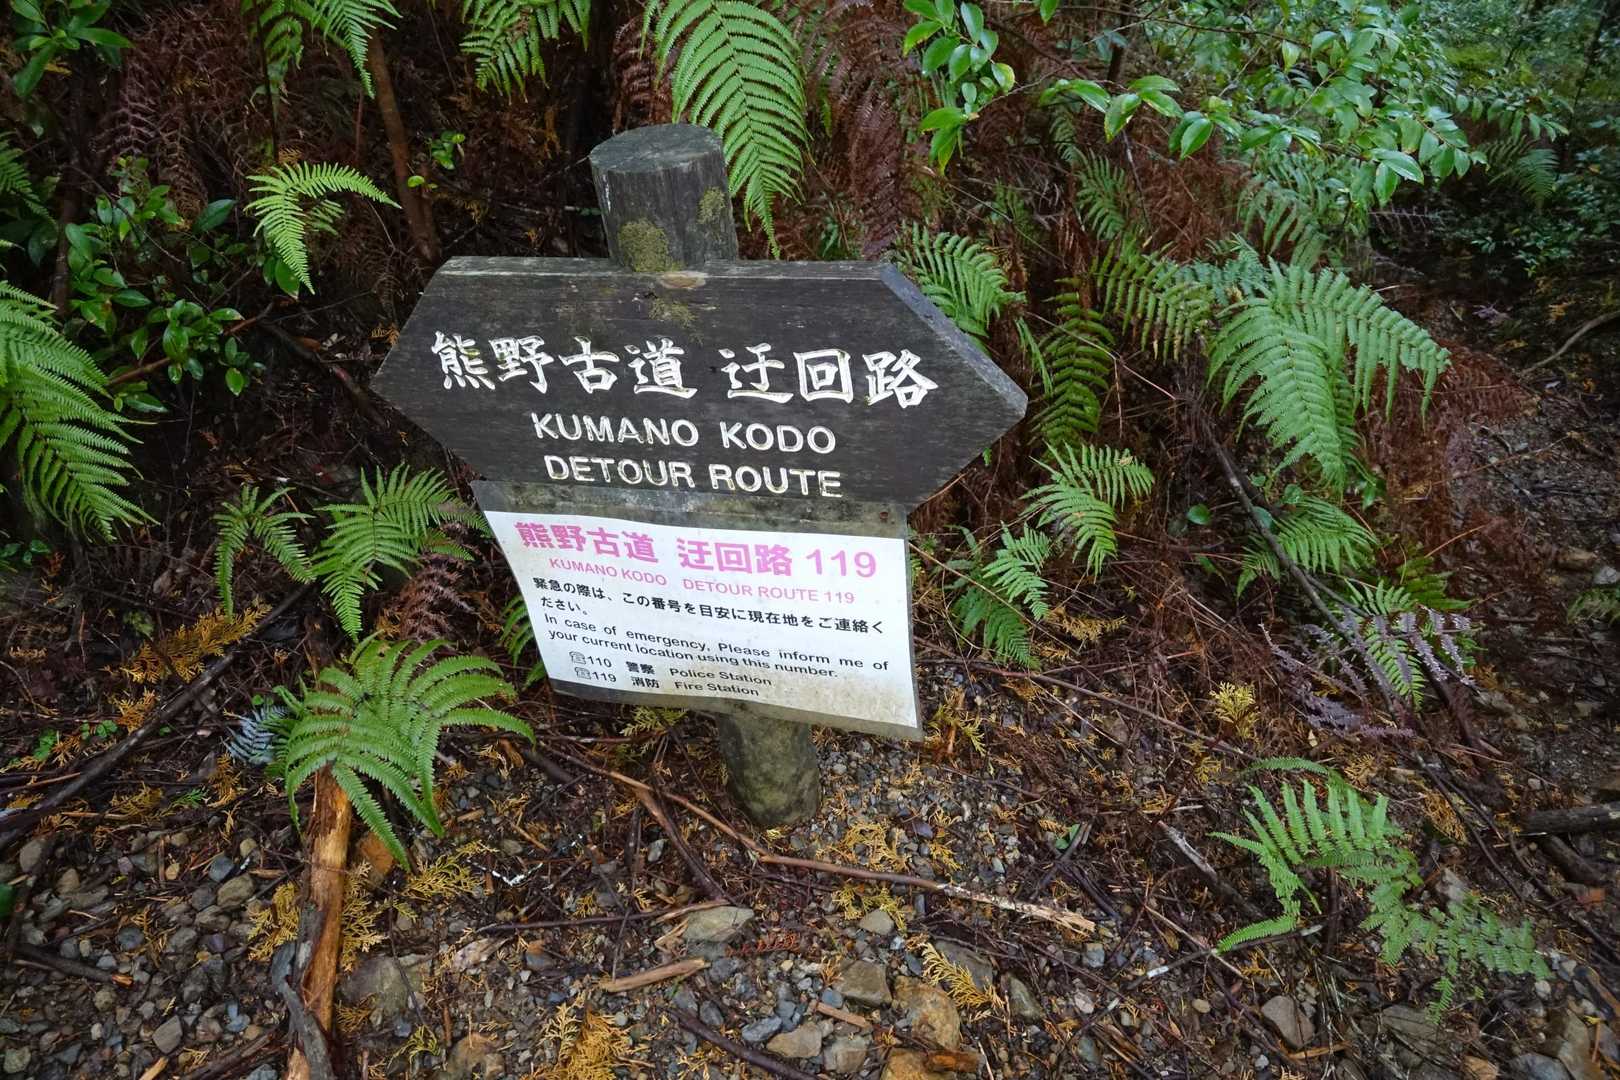 熊野古道 迂回路
KUMANO KODO
DETOUR ROUTE
熊野古道 迂回路 119
KUMANO KODO DETOUR ROUTE 119
緊急の際は、この番号を目安に現在地をご連絡く
ださい。
In case of emergency, Please inform me of
your current location using this number.
☎110 警察 Police Station
☎119 消防 Fire Station